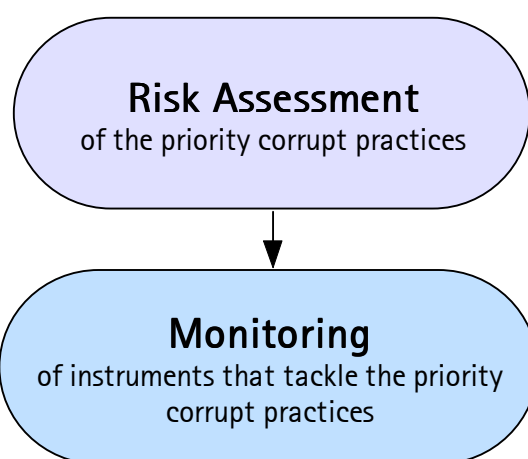 Risk Assessment
of the priority corrupt practices
Monitoring
of instruments that tackle the priority
corrupt practices